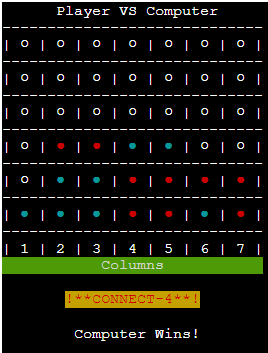 Player VS Computer
-----------------------------
| O | O | O | O | O | O | O |
-----------------------------
| O | O | O | O | O | O | O |
-----------------------------
| O | O | O | O | O | O | O |
-----------------------------
| O | ● | ● | ● | ● | O | O |
-----------------------------
| O | ● | ● | ● | ● | ● | ● |
-----------------------------
| ● | ● | ● | ● | ● | ● | ● |
-----------------------------
| 1 | 2 | 3 | 4 | 5 | 6 | 7 |
Columns
!**CONNECT-4**!
Computer Wins!